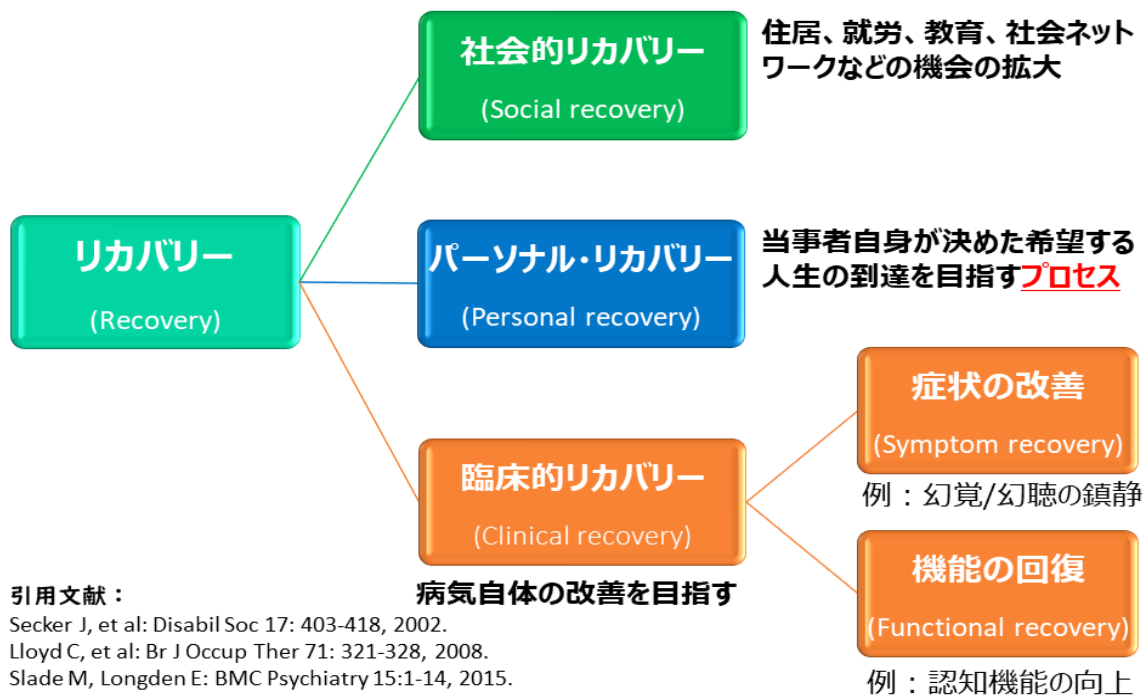 社会的リカバリー
(Social recovery)
住居、就労、教育、社会ネット
ワークなどの機会の拡大
リカバリー
(Recovery)
パーソナル・リカバリー
(Personal recovery)
当事者自身が決めた希望する
人生の到達を目指すプロセス
臨床的リカバリー
(Clinical recovery)
病気自体の改善を目指す
症状の改善
(Symptom recovery)
例：幻覚/幻聴の鎮静
機能の回復
(Functional recovery)
例：認知機能の向上
引用文献：
Secker J, et al: Disabil Soc 17: 403-418, 2002.
Lloyd C, et al: Br J Occup Ther 71: 321-328, 2008.
Slade M, Longden E: BMC Psychiatry 15:1-14, 2015.